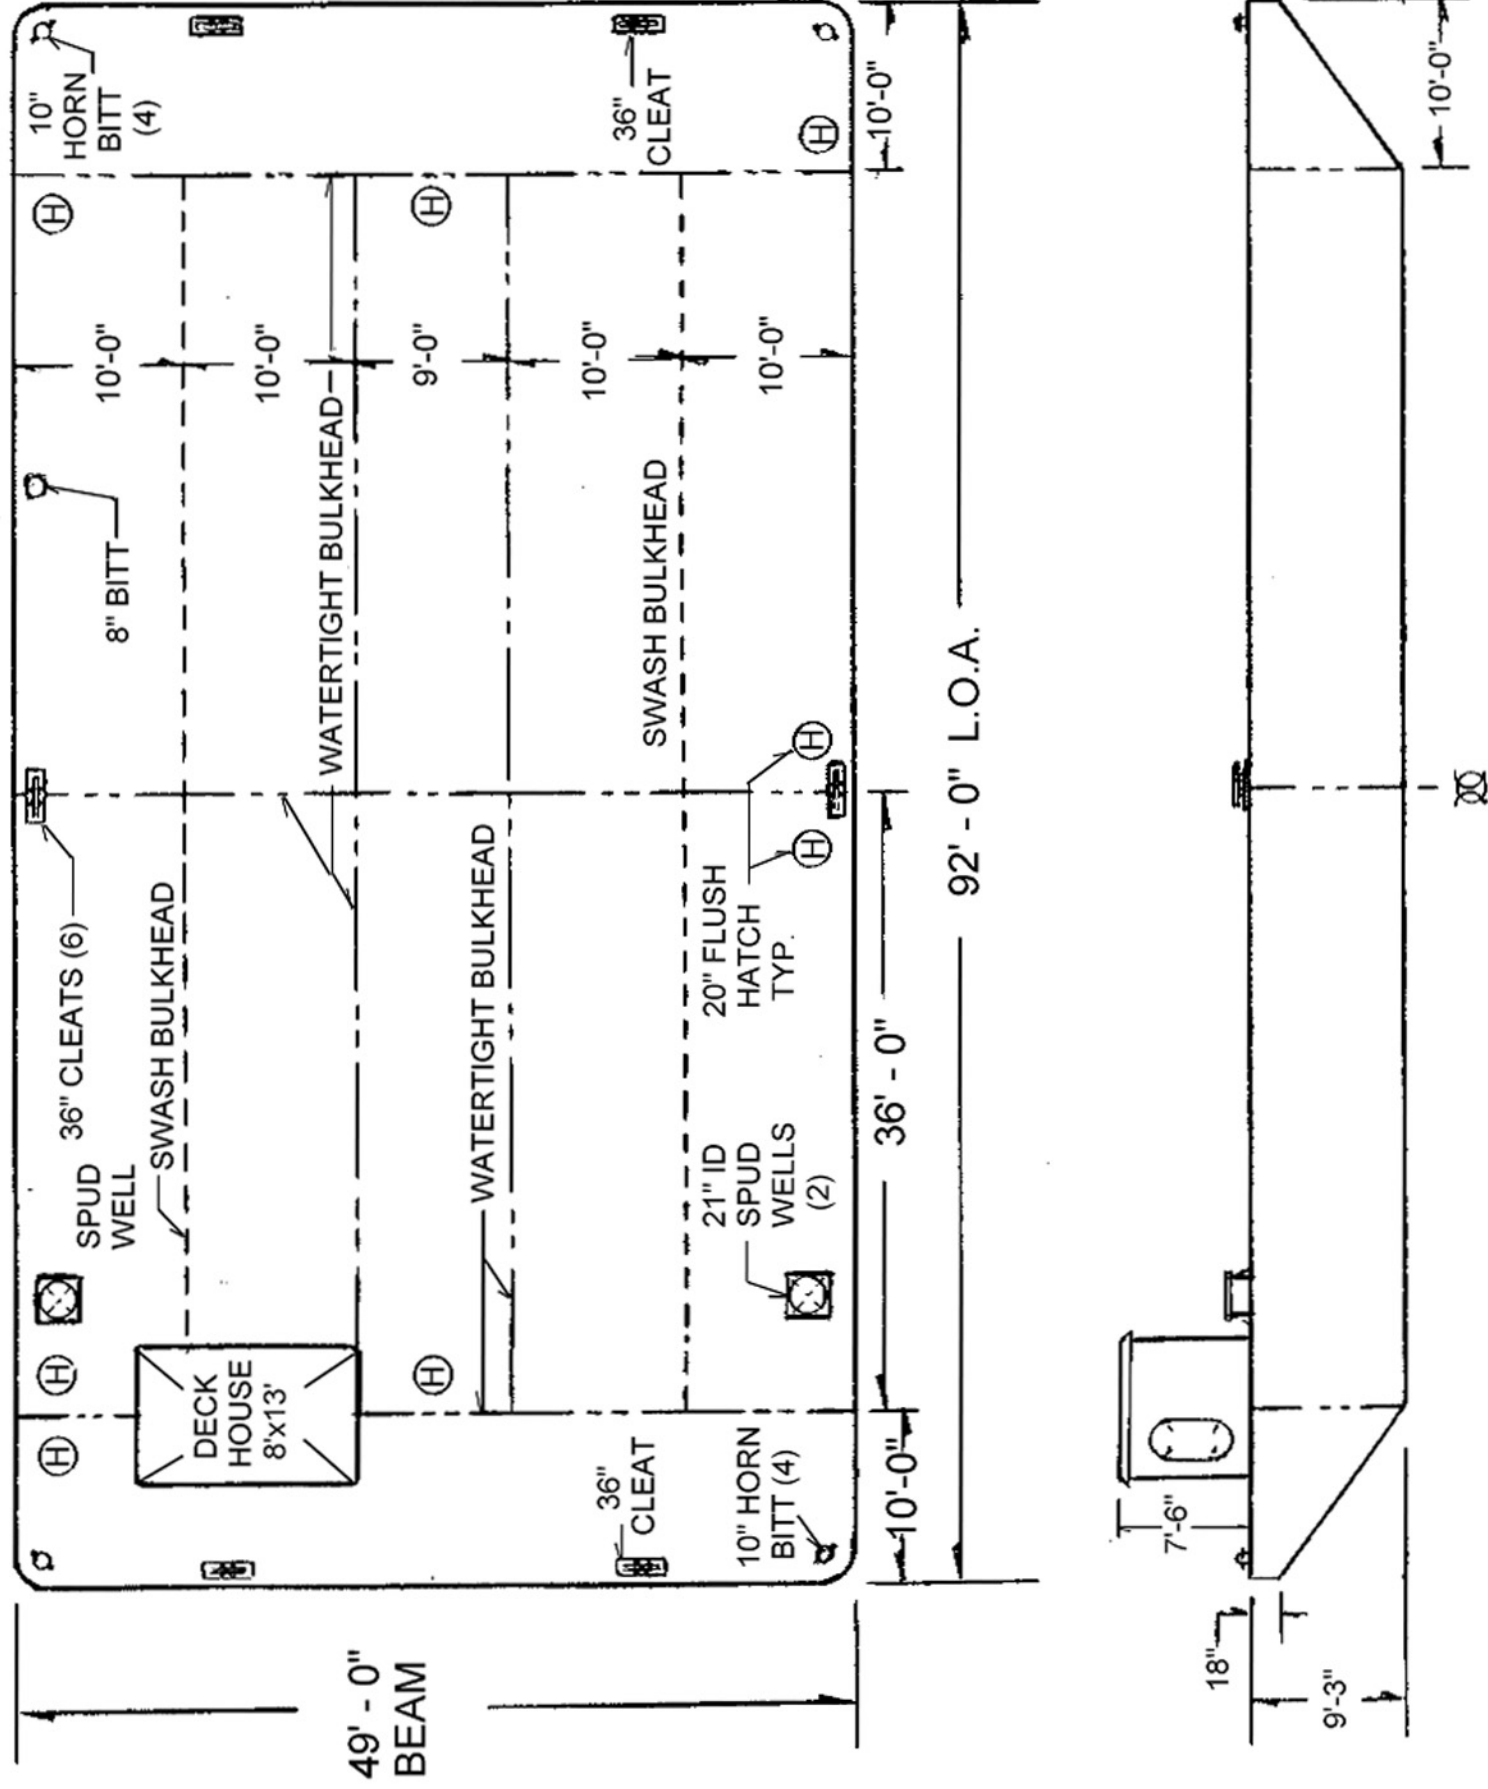 10"
HORN
BITT
(4)
36"
CLEAT
10'-0"
10'-0"
H
H
H
10'-0"
10'-0"
9'-0"
10'-0"
10'-0"
8" BITT
WATERTIGHT BULKHEAD
SWASH BULKHEAD
92' - 0" L.O.A.
H
H
36" CLEATS (6)
SWASH BULKHEAD
WATERTIGHT BULKHEAD
20" FLUSH
HATCH
TYP.
36' - 0"
SPUD
WELL
21" ID
SPUD
WELLS
(2)
H
H
H
DECK
HOUSE
8'x13'
36"
CLEAT
10" HORN
BITT (4)
10'-0"
7'-6"
49' - 0"
BEAM
18"
9'-3"